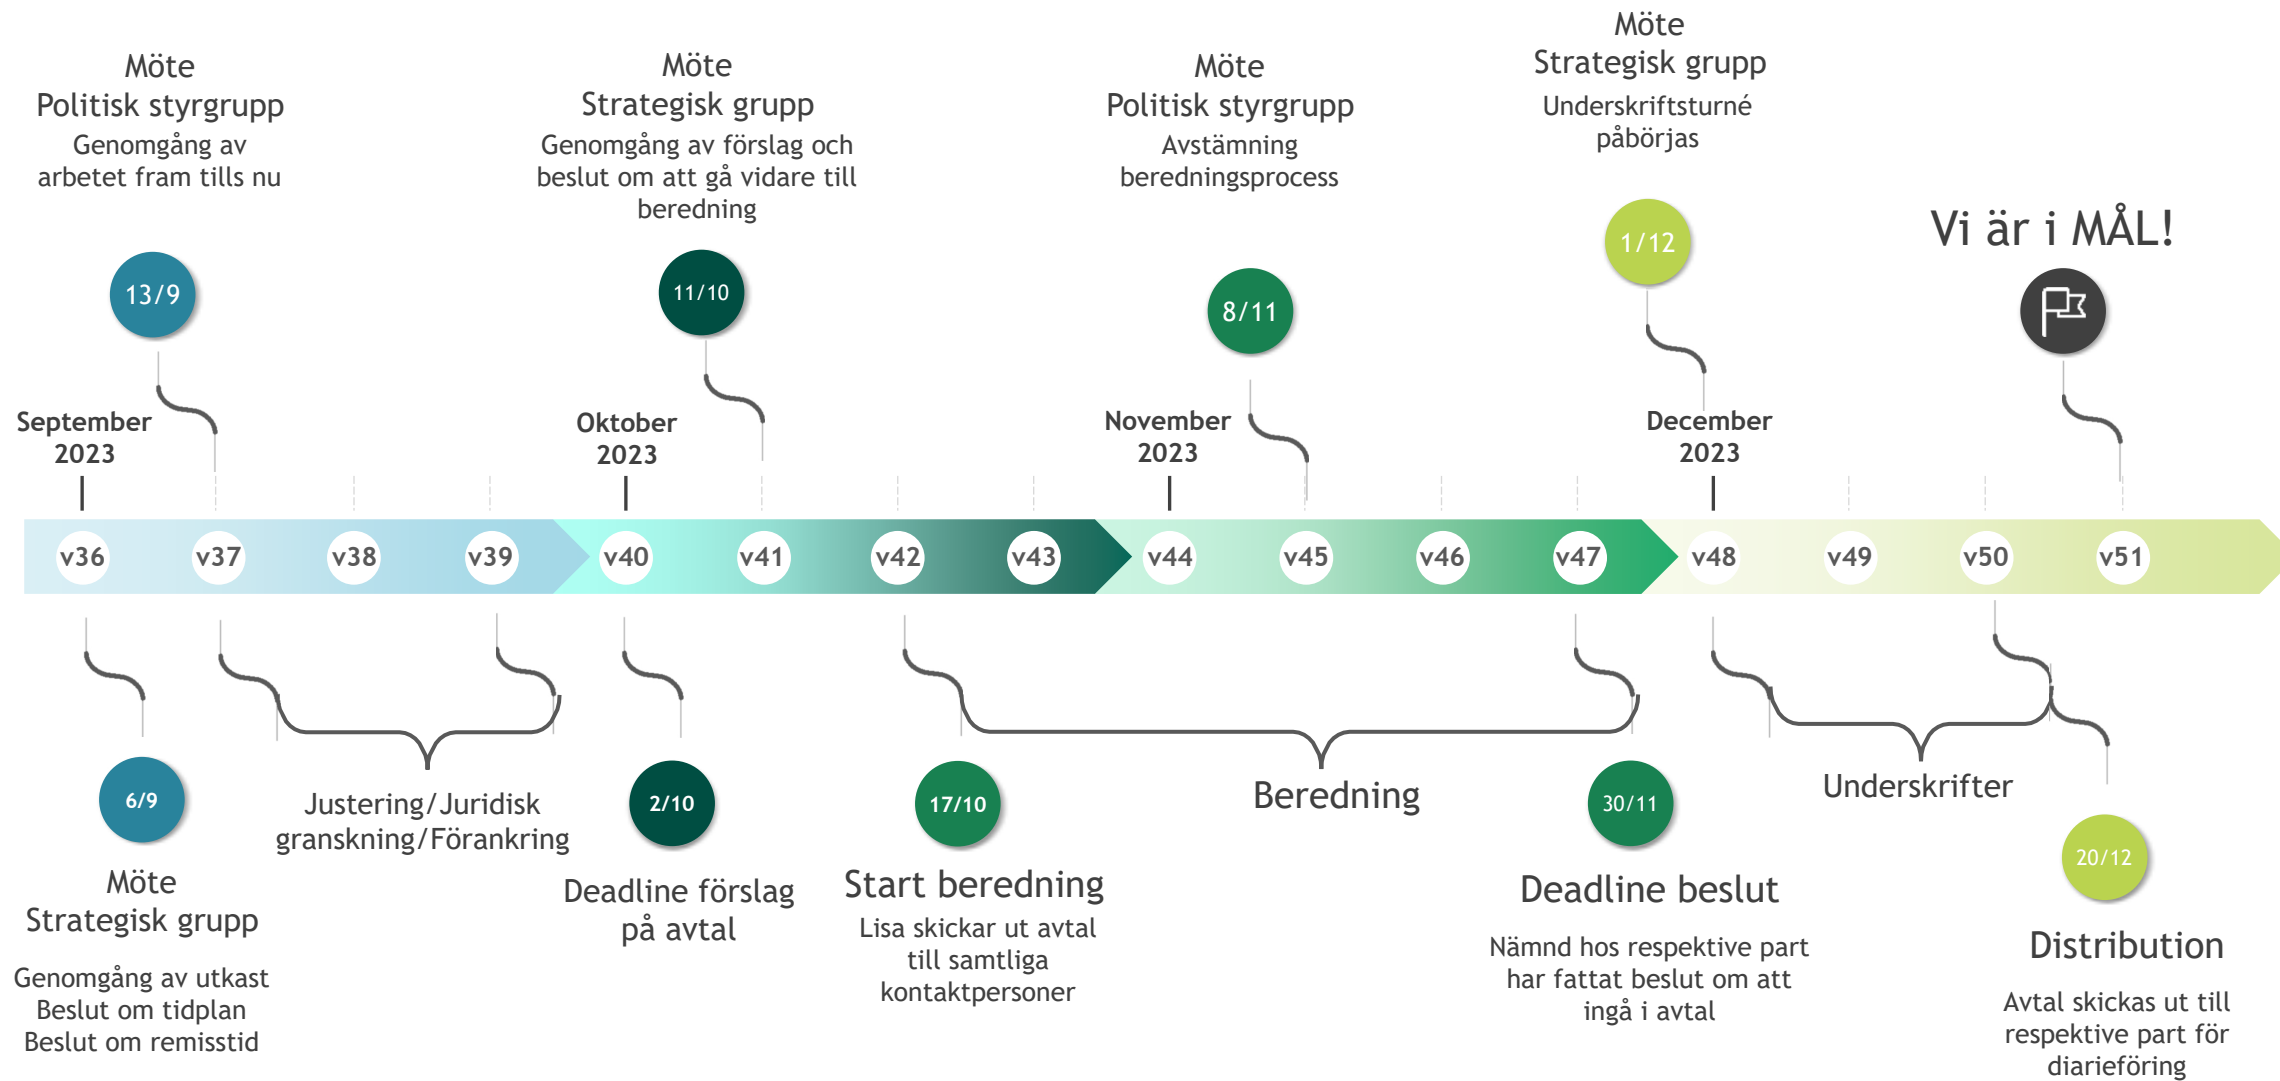 Möte
Politisk styrgrupp
Genomgång av
arbetet fram tills nu
13/9
Möte
Strategisk grupp
Genomgång av förslag och
beslut om att gå vidare till
beredning
11/10
Möte
Politisk styrgrupp
Avstämning
beredningsprocess
8/11
Möte
Strategisk grupp
Underskriftsturné
påbörjas
1/12
Vi är i MÅL!
September
2023
Oktober
2023
November
2023
December
2023
v36
v37
v38
v39
v40
v41
v42
v43
v44
v45
v46
v47
v48
v49
v50
v51
6/9
Möte
Strategisk grupp
Genomgång av utkast
Beslut om tidplan
Beslut om remisstid
Justering/Juridisk
granskning/Förankring
2/10
Deadline förslag
på avtal
17/10
Start beredning
Lisa skickar ut avtal
till samtliga
kontaktpersoner
Beredning
30/11
Deadline beslut
Nämnd hos respektive part
har fattat beslut om att
ingå i avtal
Underskrifter
20/12
Distribution
Avtal skickas ut till
respektive part för
diarieföring